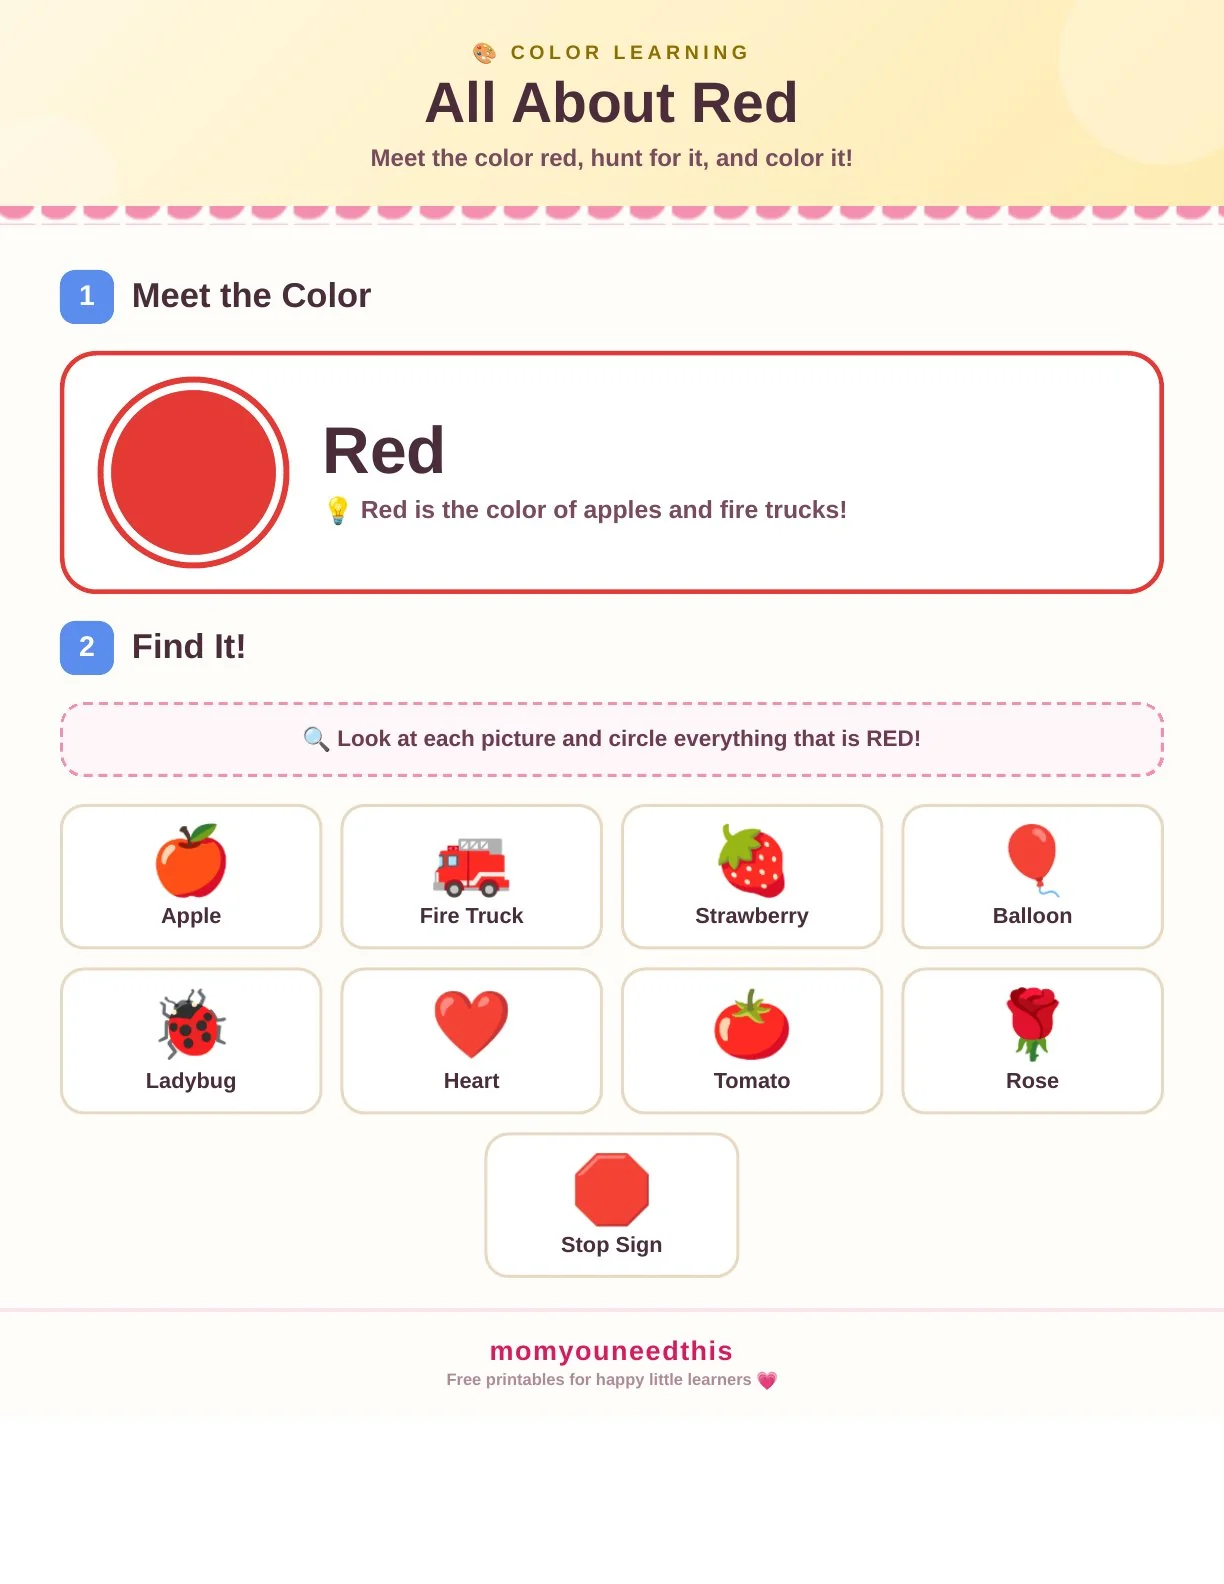 🎨 COLOR LEARNING
All About Red
Meet the color red, hunt for it, and color it!
1 Meet the Color
Red
💡 Red is the color of apples and fire trucks!
2 Find It!
🔍 Look at each picture and circle everything that is RED!
Apple Fire Truck Strawberry Balloon
Ladybug Heart Tomato Rose
Stop Sign
momyouneedthis
Free printables for happy little learners 💗